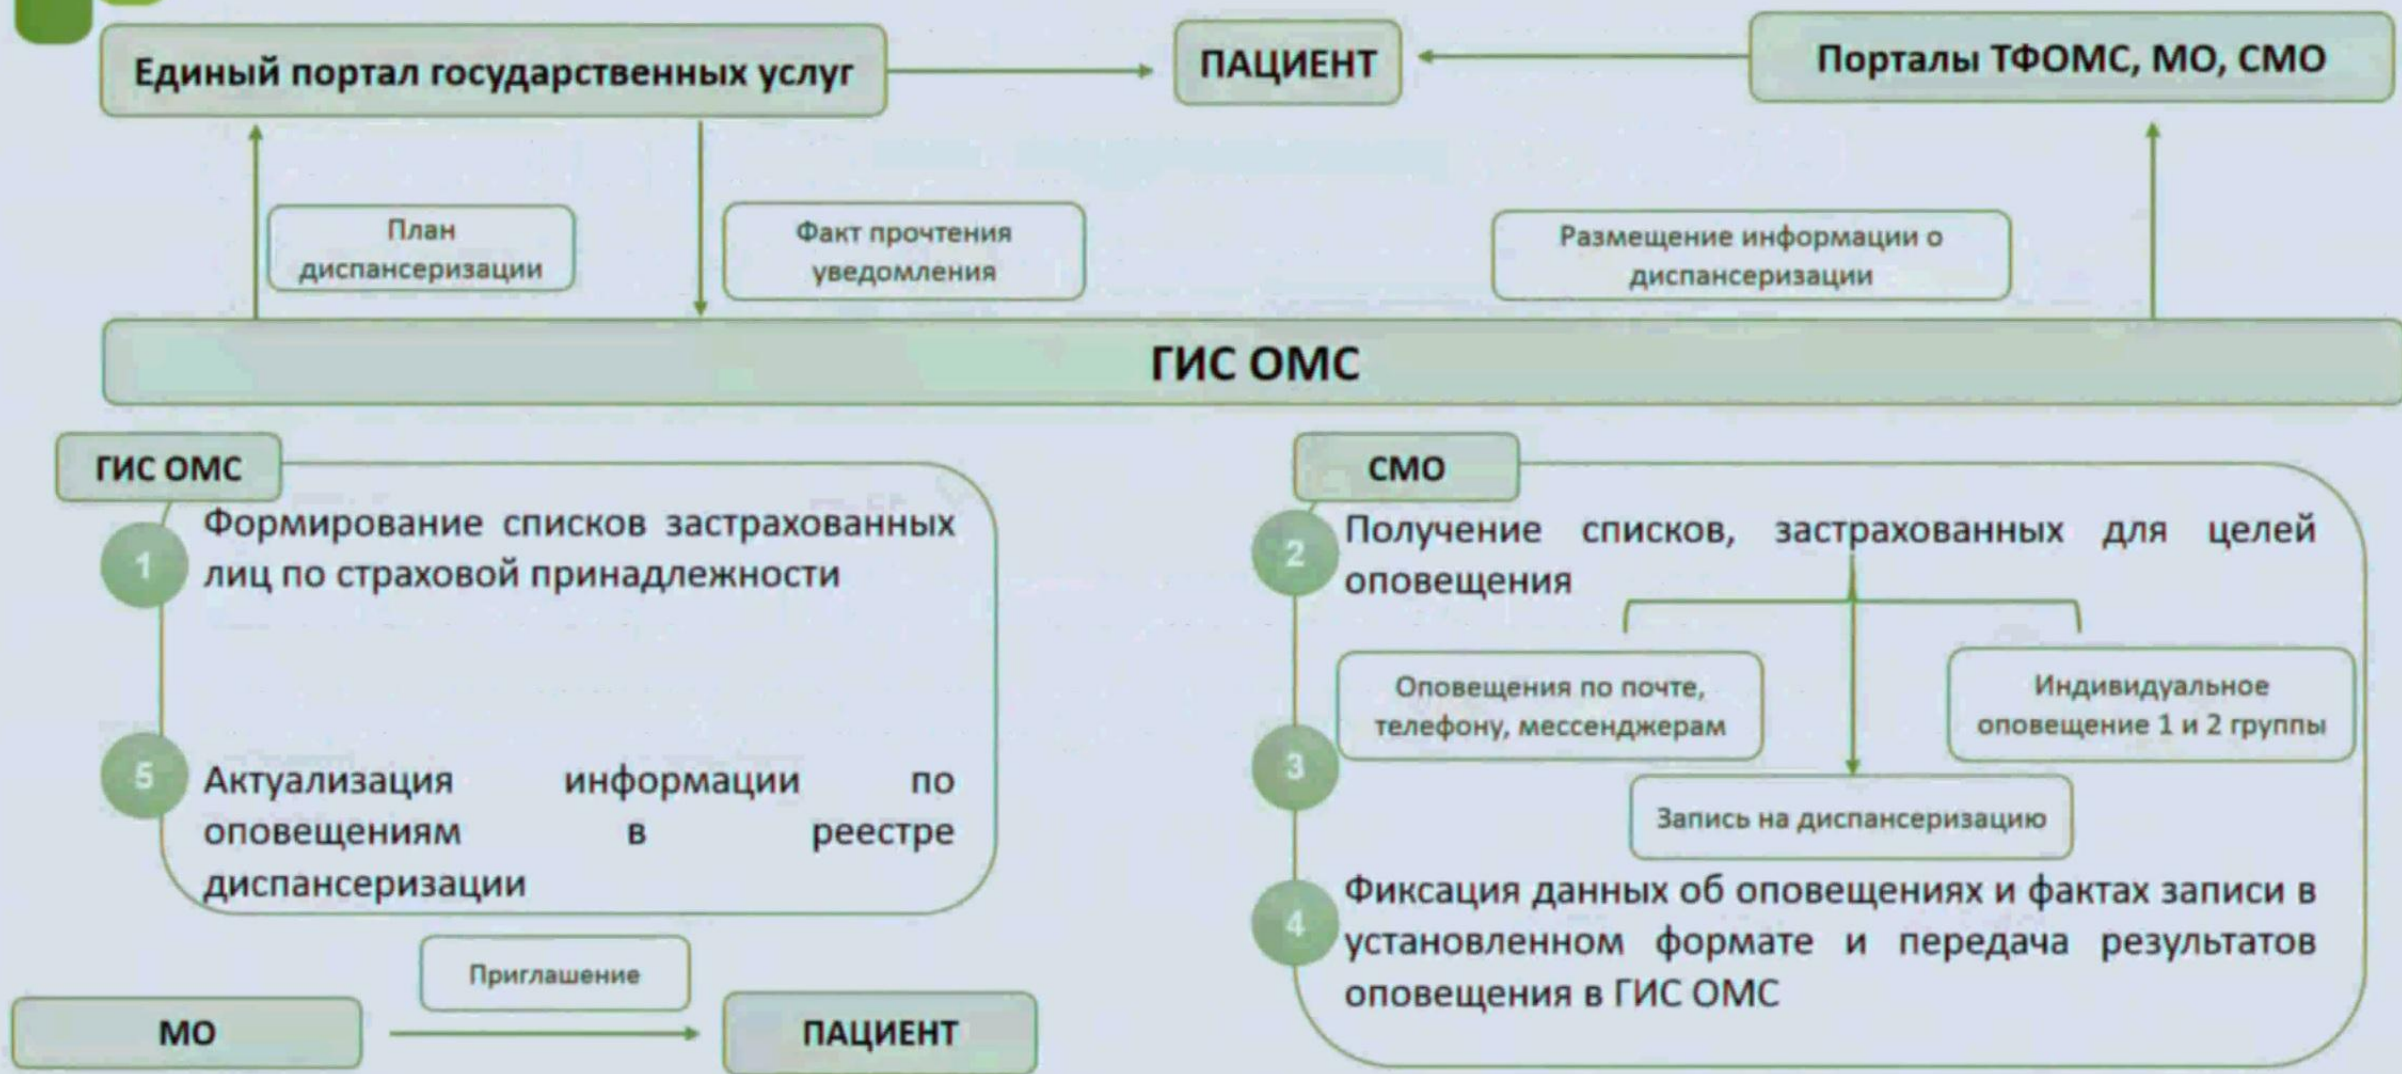 Единый портал государственных услуг
ПАЦИЕНТ
Порталы ТФОМС, МО, СМО
План
диспансеризации
Факт прочтения
уведомления
Размещение информации о
диспансеризации
ГИС ОМС
ГИС ОМС
1
Формирование списков застрахованных
лиц по страховой принадлежности
5
Актуализация информации по
оповещениям в реестре
диспансеризации
Приглашение
МО
ПАЦИЕНТ
СМО
2
Получение списков, застрахованных для целей
оповещения
3
Оповещения по почте,
телефону, мессенджерам
Индивидуальное
оповещение 1 и 2 группы
Запись на диспансеризацию
4
Фиксация данных об оповещениях и фактах записи в
установленном формате и передача результатов
оповещения в ГИС ОМС